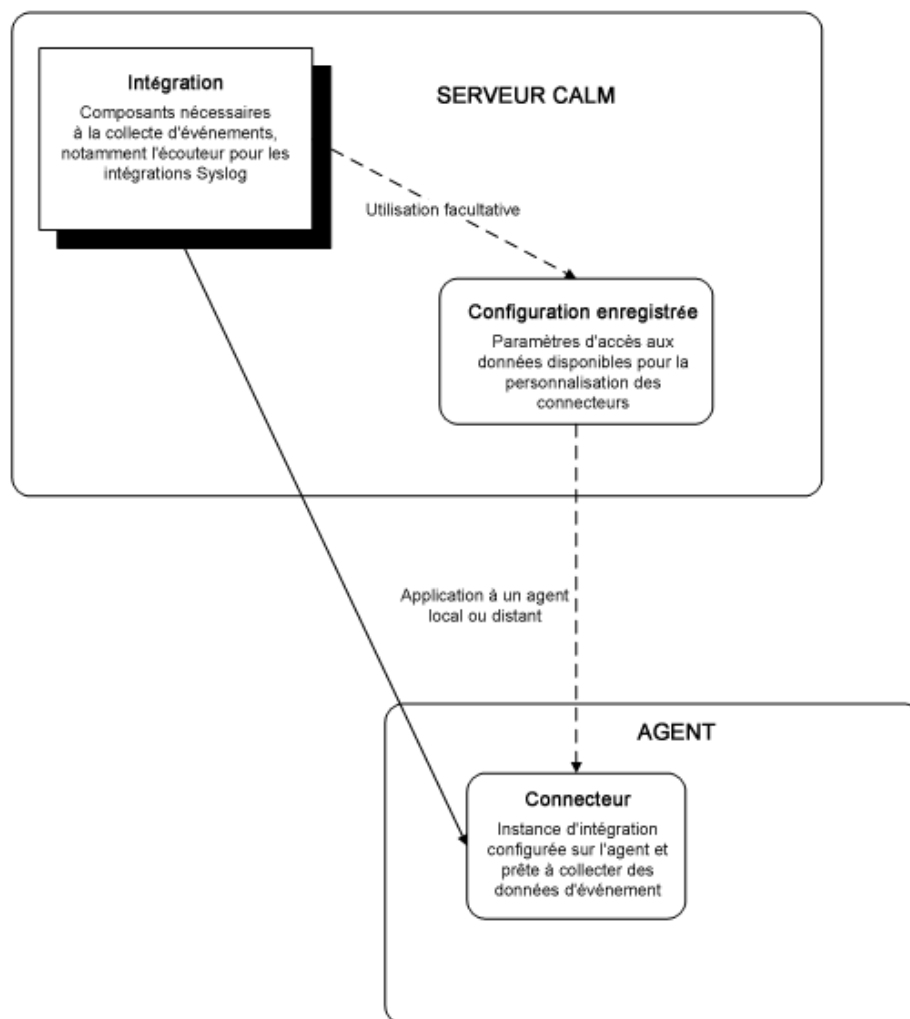 Intégration
Composants nécessaires
à la collecte d'événements,
notamment l'écouteur pour les
intégrations Syslog
SERVEUR CALM
Utilisation facultative
Configuration enregistrée
Paramètres d'accès aux
données disponibles pour la
personnalisation des
connecteurs
Application à un agent
local ou distant
AGENT
Connecteur
Instance d'intégration
configurée sur l'agent et
prête à collecter des
données d'événement